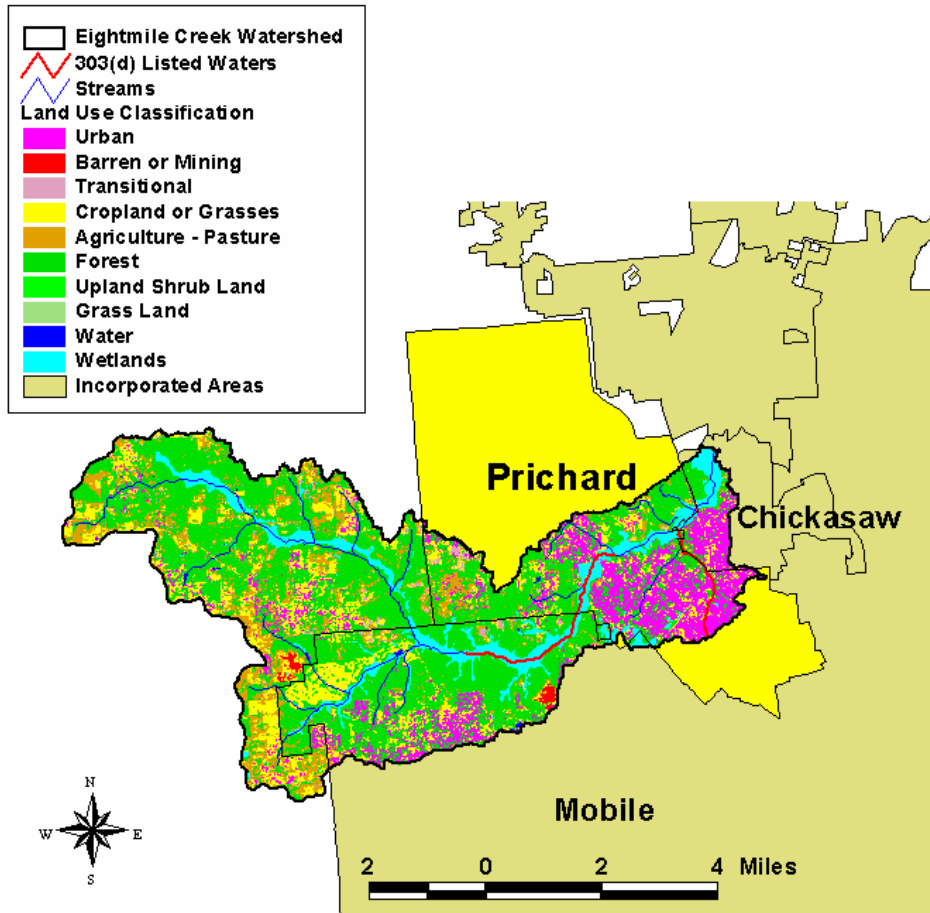 Eightmile Creek Watershed
303(d) Listed Waters
Streams
Land Use Classification
Urban
Barren or Mining
Transitional
Cropland or Grasses
Agriculture - Pasture
Forest
Upland Shrub Land
Grass Land
Water
Wetlands
Incorporated Areas
Prichard
Chickasaw
Mobile
N
W E
S
2 0 2 4 Miles